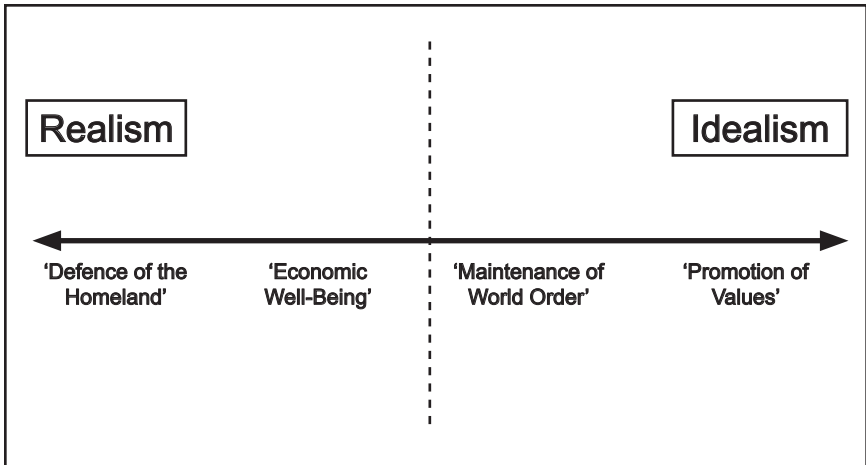 Realism
Idealism
‘Defence of the
Homeland’
‘Economic
Well-Being’
‘Maintenance of
World Order’
‘Promotion of
Values’